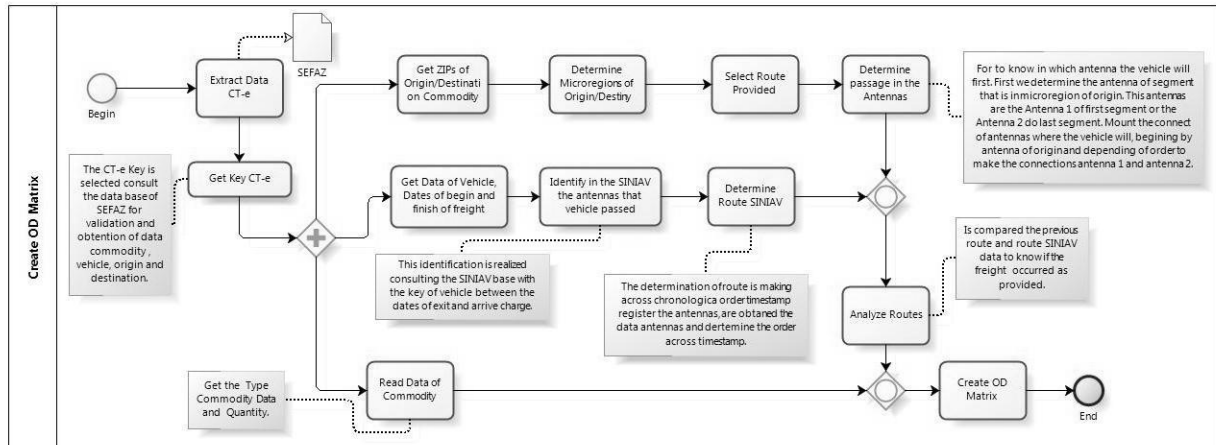 Create OD Matrix
Begin
Extract Data
CT-e
SEFAZ
Get ZIPs of
Origin/Destinati
on Commodity
Determine
Microregions of
Origin/Destiny
Select Route
Provided
Determine
passage in the
Antennas
For to know in which antenna the vehicle will
first. First we determine the antenna of segment
that is inmicroregion of origin. This antennas
are the Antenna 1 of first segment or the
Antenna 2 do last segment. Mount the connect
of antennas where the vehicle will, begining by
antenna of origin and depending of order to
make the connections antenna 1 and antenna 2.
The CT-e Key is
selected consult
the data base of
SEFAZ for
validation and
obtention of data
commodity ,
vehicle, origin and
destination.
Get Key CT-e
Get Data of Vehicle,
Dates of begin and
finish of freight
Identify in the SINIAV
the antennas that
vehicle passed
Determine
Route SINIAV
This identification is realized
consulting the SINIAV base with
the key of vehicle between the
dates of exit and arrive charge.
The determination of route is making
across chronologica order timestamp
register the antennas, are obtaned the
data antennas and dertemine the order
across timestamp.
Is compared the previous
route and route SINIAV
data to know if the
freight occurred as
provided.
Analyze Routes
Get the Type
Commodity Data
and Quantity.
Read Data of
Commodity
Create OD
Matrix
End